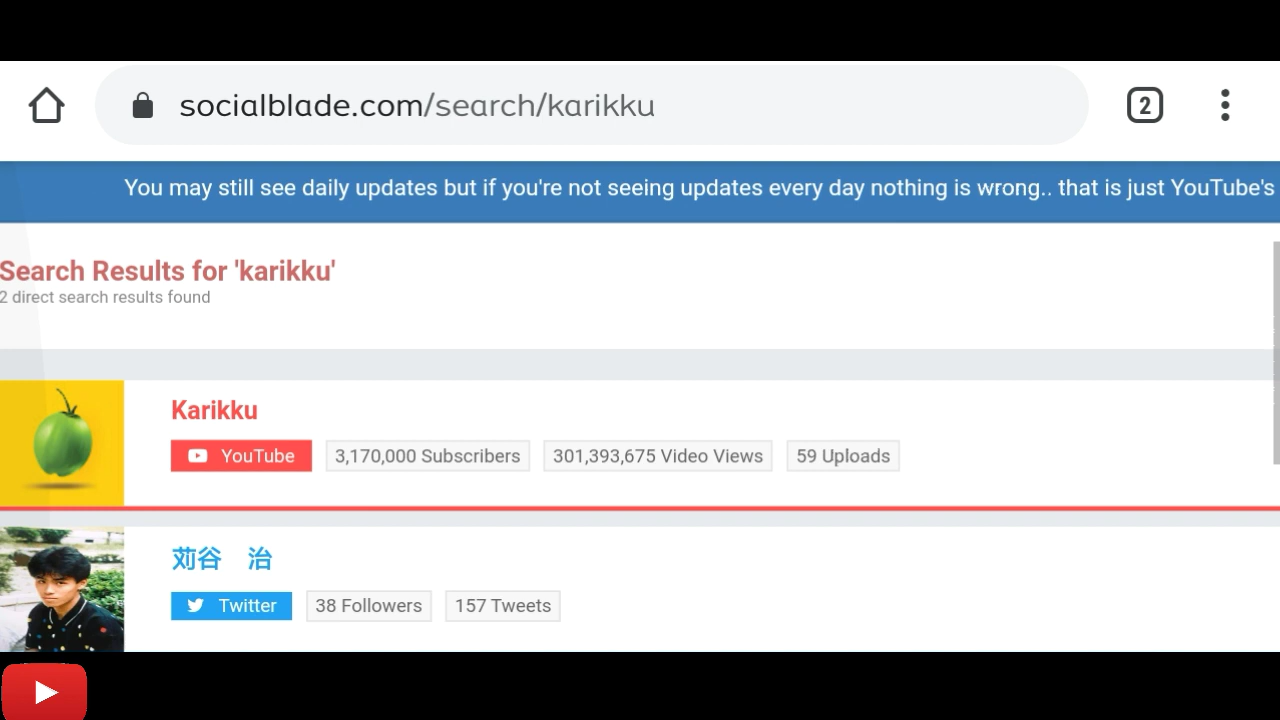 socialblade.com/search/karikku
2
You may still see daily updates but if you're not seeing updates every day nothing is wrong.. that is just YouTube's
Search Results for 'karikku'
2 direct search results found
Karikku
YouTube 3,170,000 Subscribers 301,393,675 Video Views 59 Uploads
苅谷　治
Twitter 38 Followers 157 Tweets